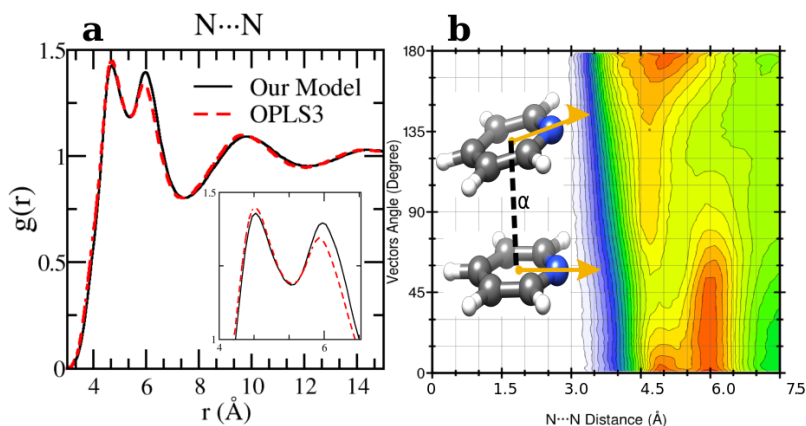 a
N···N
b
1.5
1
0.5
0
g(r)
Our Model
OPLS3
1.5
1
4
6
4
6
8
10
12
14
r (Å)
180
135
90
45
0
Vectors Angle (Degree)
α
0
1.5
3.0
4.5
6.0
7.5
N···N Distance (Å)